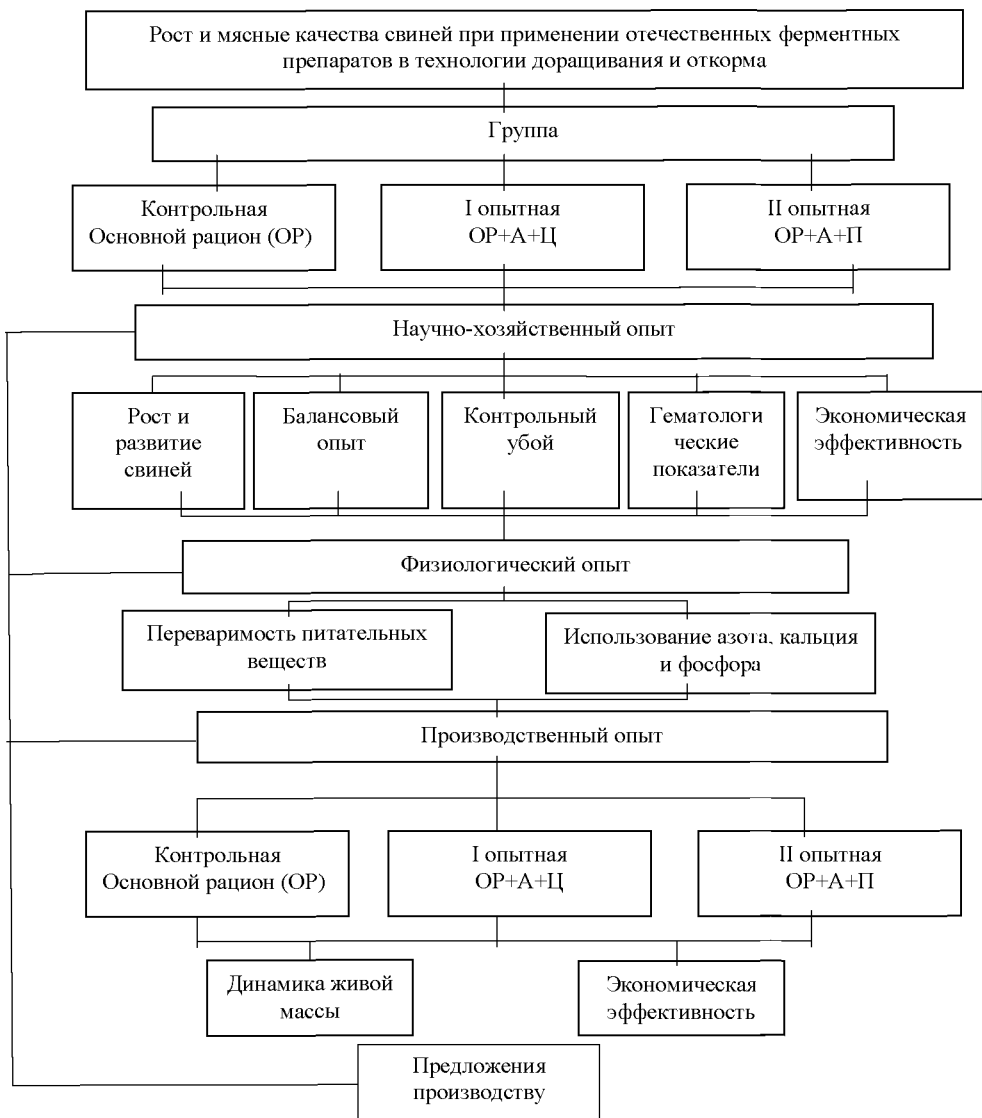 Рост и мясные качества свиней при применении отечественных ферментных
препаратов в технологии доращивания и откорма
Группа
Контрольная
Основной рацион (ОР)
I опытная
ОР+А+Ц
II опытная
ОР+А+П
Научно-хозяйственный опыт
Рост и
развитие
свиней
Балансовый
опыт
Контрольный
убой
Гематологи
ческие
показатели
Экономическая
эффективность
Физиологический опыт
Переваримость питательных
веществ
Использование азота, кальция
и фосфора
Производственный опыт
Контрольная
Основной рацион (ОР)
I опытная
ОР+А+Ц
II опытная
ОР+А+П
Динамика живой
массы
Экономическая
эффективность
Предложения
производству